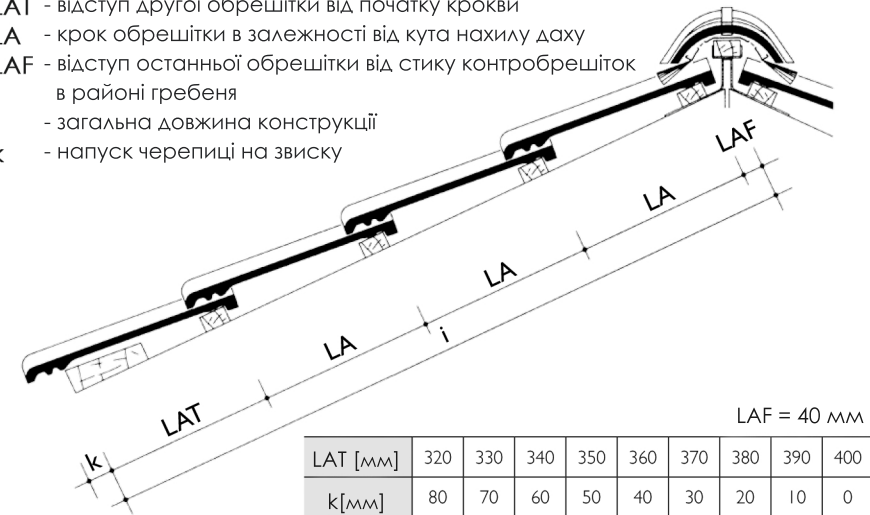 LAT - відступ другої обрешітки від початку крокви
LA - крок обрешітки в залежності від кута нахилу даху
LAF - відступ останньої обрешітки від стику контробрешіток
в районі гребеня
- загальна довжина конструкції
k - напуск черепиці на звиску
LAF
LA
LA
LA
i
LAT
k
LAF = 40 мм
LAT [мм] 320 330 340 350 360 370 380 390 400
k[мм] 80 70 60 50 40 30 20 10 0